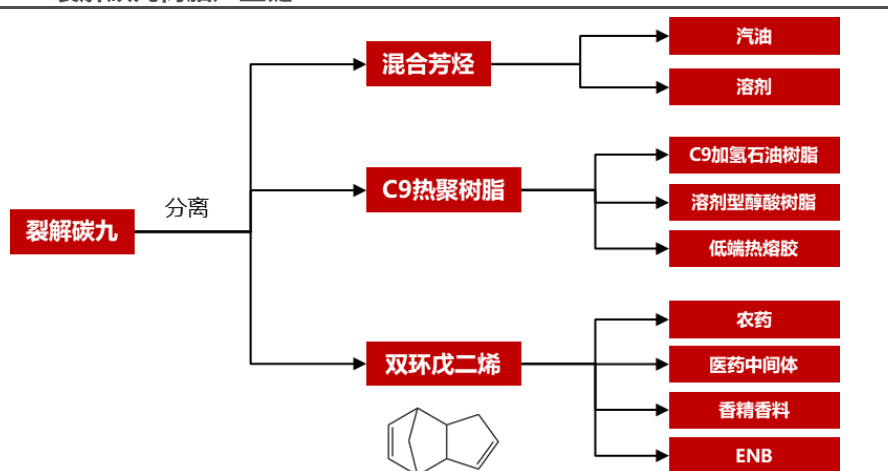 汽油
混合芳烃
溶剂
C9加氢石油树脂
C9热聚树脂
溶剂型醇酸树脂
分离
裂解碳九
低端热熔胶
农药
双环戊二烯
医药中间体
香精香料
ENB